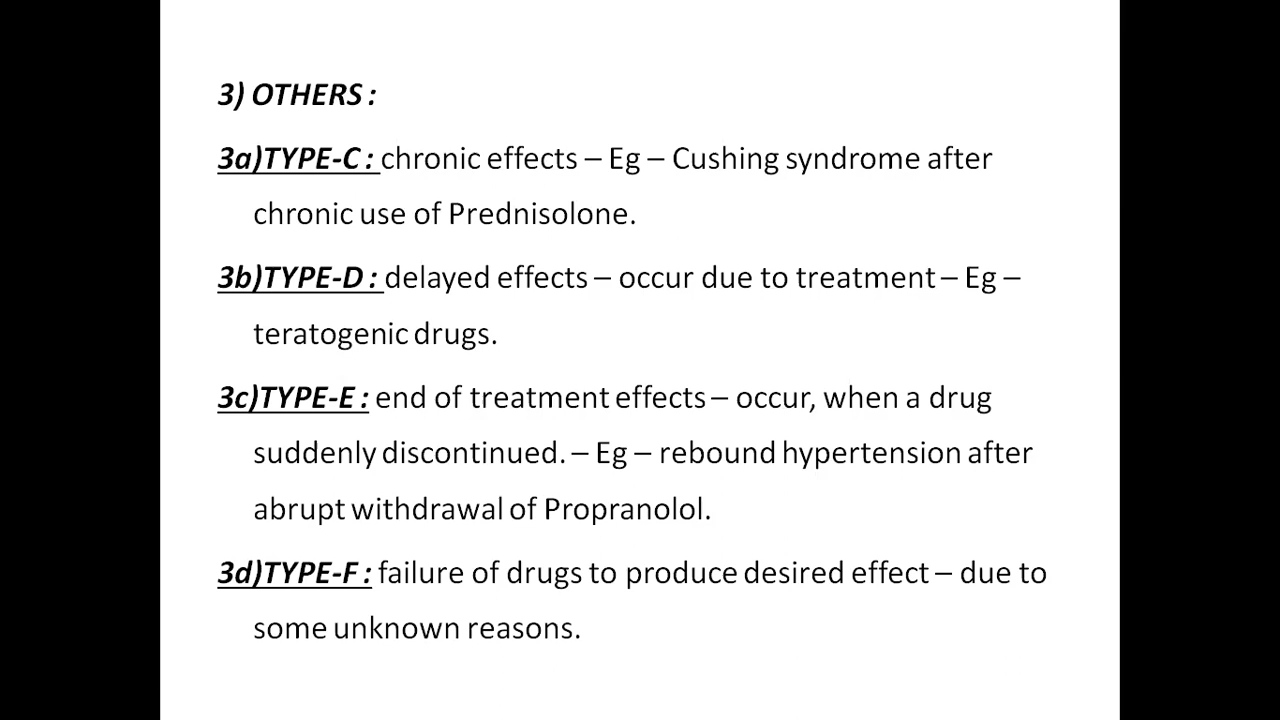 3) OTHERS :
3a)TYPE-C : chronic effects – Eg – Cushing syndrome after
chronic use of Prednisolone.
3b)TYPE-D : delayed effects – occur due to treatment – Eg –
teratogenic drugs.
3c)TYPE-E : end of treatment effects – occur, when a drug
suddenly discontinued. – Eg – rebound hypertension after
abrupt withdrawal of Propranolol.
3d)TYPE-F : failure of drugs to produce desired effect – due to
some unknown reasons.